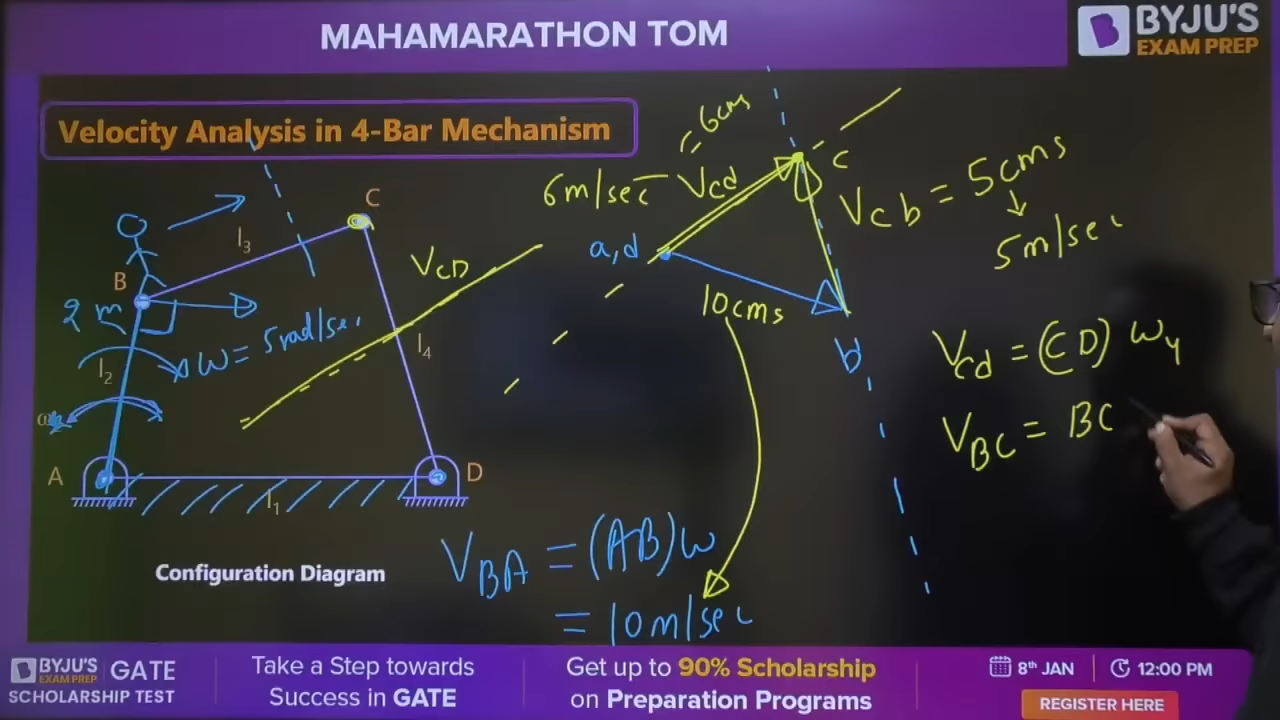 MAHAMARATHON TOM
BYJU'S
EXAM PREP
Velocity Analysis in 4-Bar Mechanism
B
C
l3
2 m
l2
ω = 5 rad/sec
ω
VCD
l4
A
D
l1
Configuration Diagram
6cms
6m/sec Vcd
c
a,d
10cms
b
Vcb = 5cms
5m/sec
Vcd = (CD) ω4
VBC = BC
VBA = (AB)ω
= 10m/sec
BYJU'S
EXAM PREP
GATE
SCHOLARSHIP TEST
Take a Step towards
Success in GATE
Get up to 90% Scholarship
on Preparation Programs
8th JAN
12:00 PM
REGISTER HERE